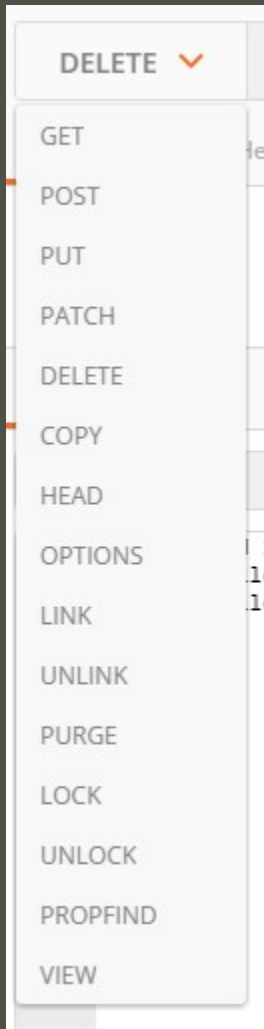 DELETE
GET
POST
PUT
PATCH
DELETE
COPY
HEAD
OPTIONS
LINK
UNLINK
PURGE
LOCK
UNLOCK
PROPFIND
VIEW